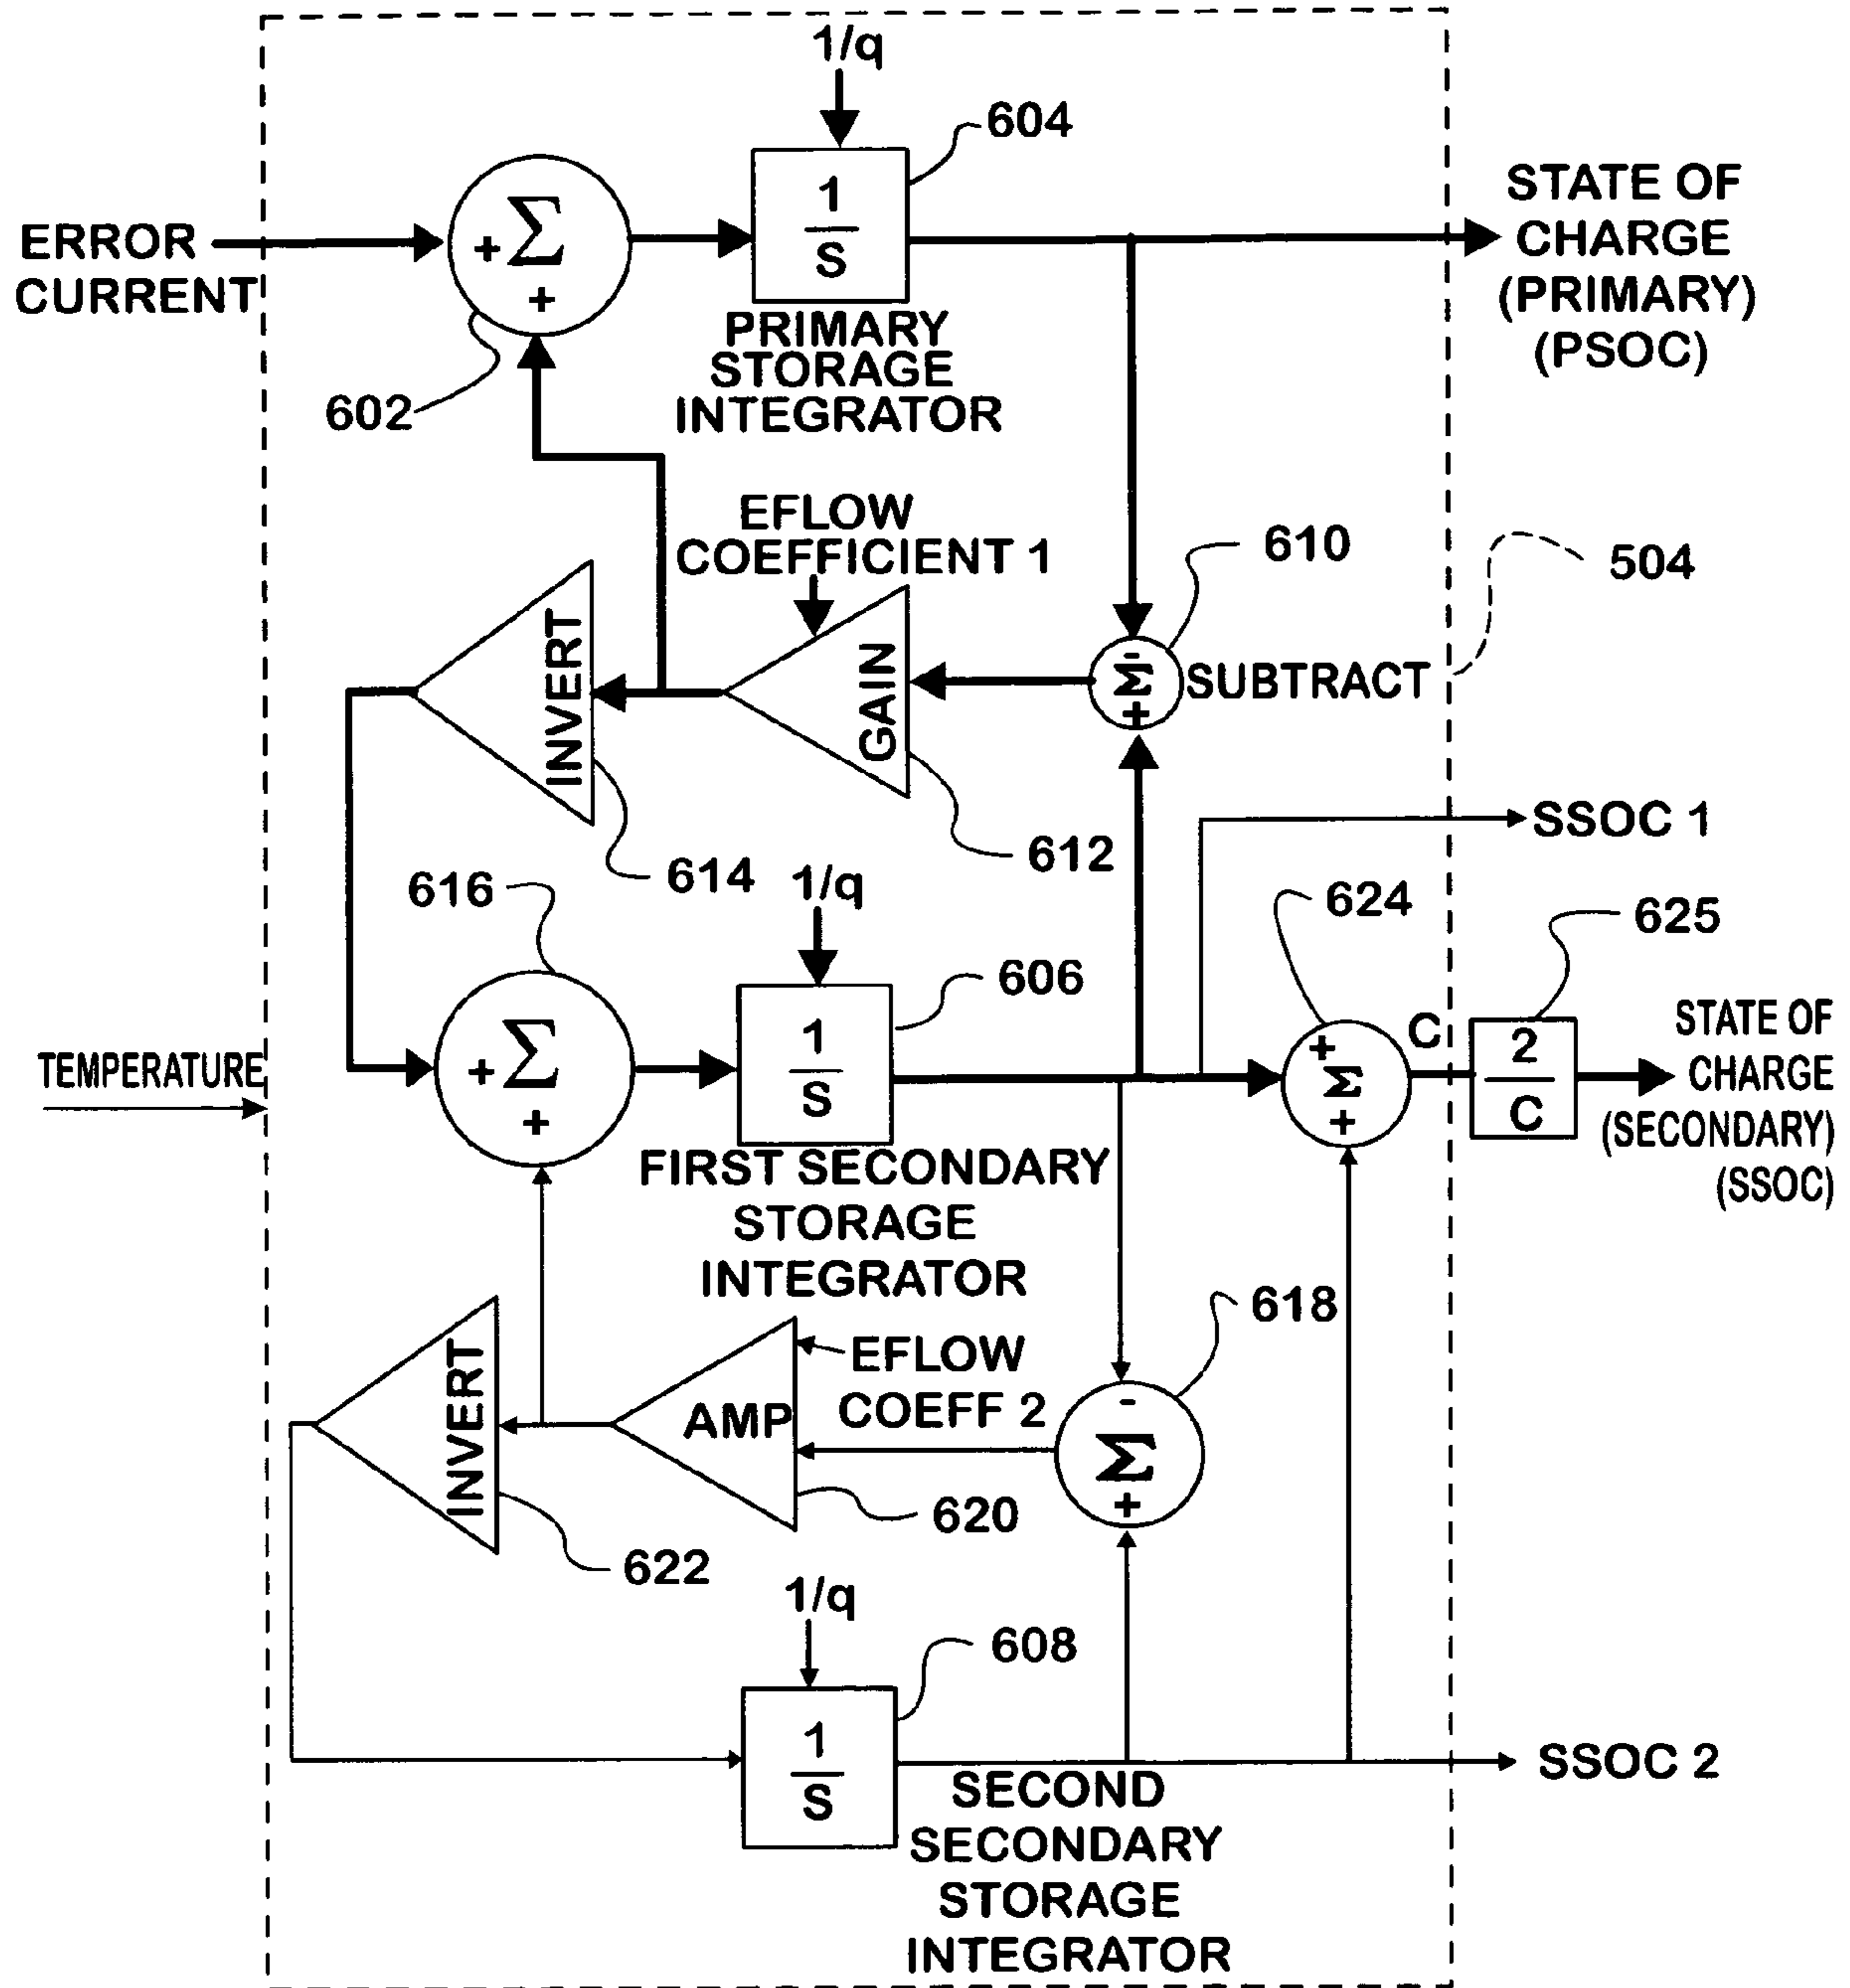 1/q
604
STATE OF
CHARGE
(PRIMARY)
(PSOC)
ERROR
CURRENT
+ Σ
+
1
S
PRIMARY
STORAGE
INTEGRATOR
602
EFLOW
COEFFICIENT 1
610
504
INVERT
GAIN
-
Σ
+
SUBTRACT
SSOC 1
612
614
616
1/q
624
625
606
STATE OF
CHARGE
(SECONDARY)
(SSOC)
TEMPERATURE
+ Σ
+
1
S
+
Σ
+
C
2
C
FIRST SECONDARY
STORAGE
INTEGRATOR
618
INVERT
AMP
EFLOW
COEFF 2
-
Σ
+
620
622
1/q
608
1
S
SSOC 2
SECOND
SECONDARY
STORAGE
INTEGRATOR